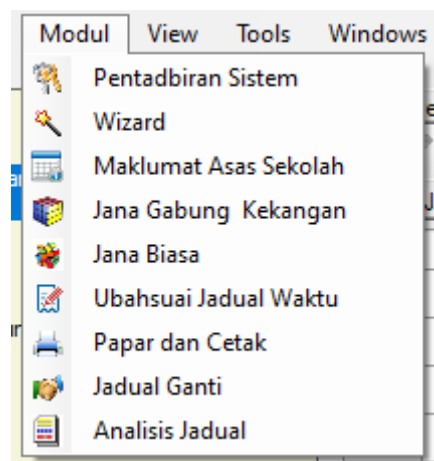 Modul View Tools Windows
Pentadbiran Sistem
Wizard
Maklumat Asas Sekolah
Jana Gabung Kekangan
Jana Biasa
Ubahsuai Jadual Waktu
Papar dan Cetak
Jadual Ganti
Analisis Jadual